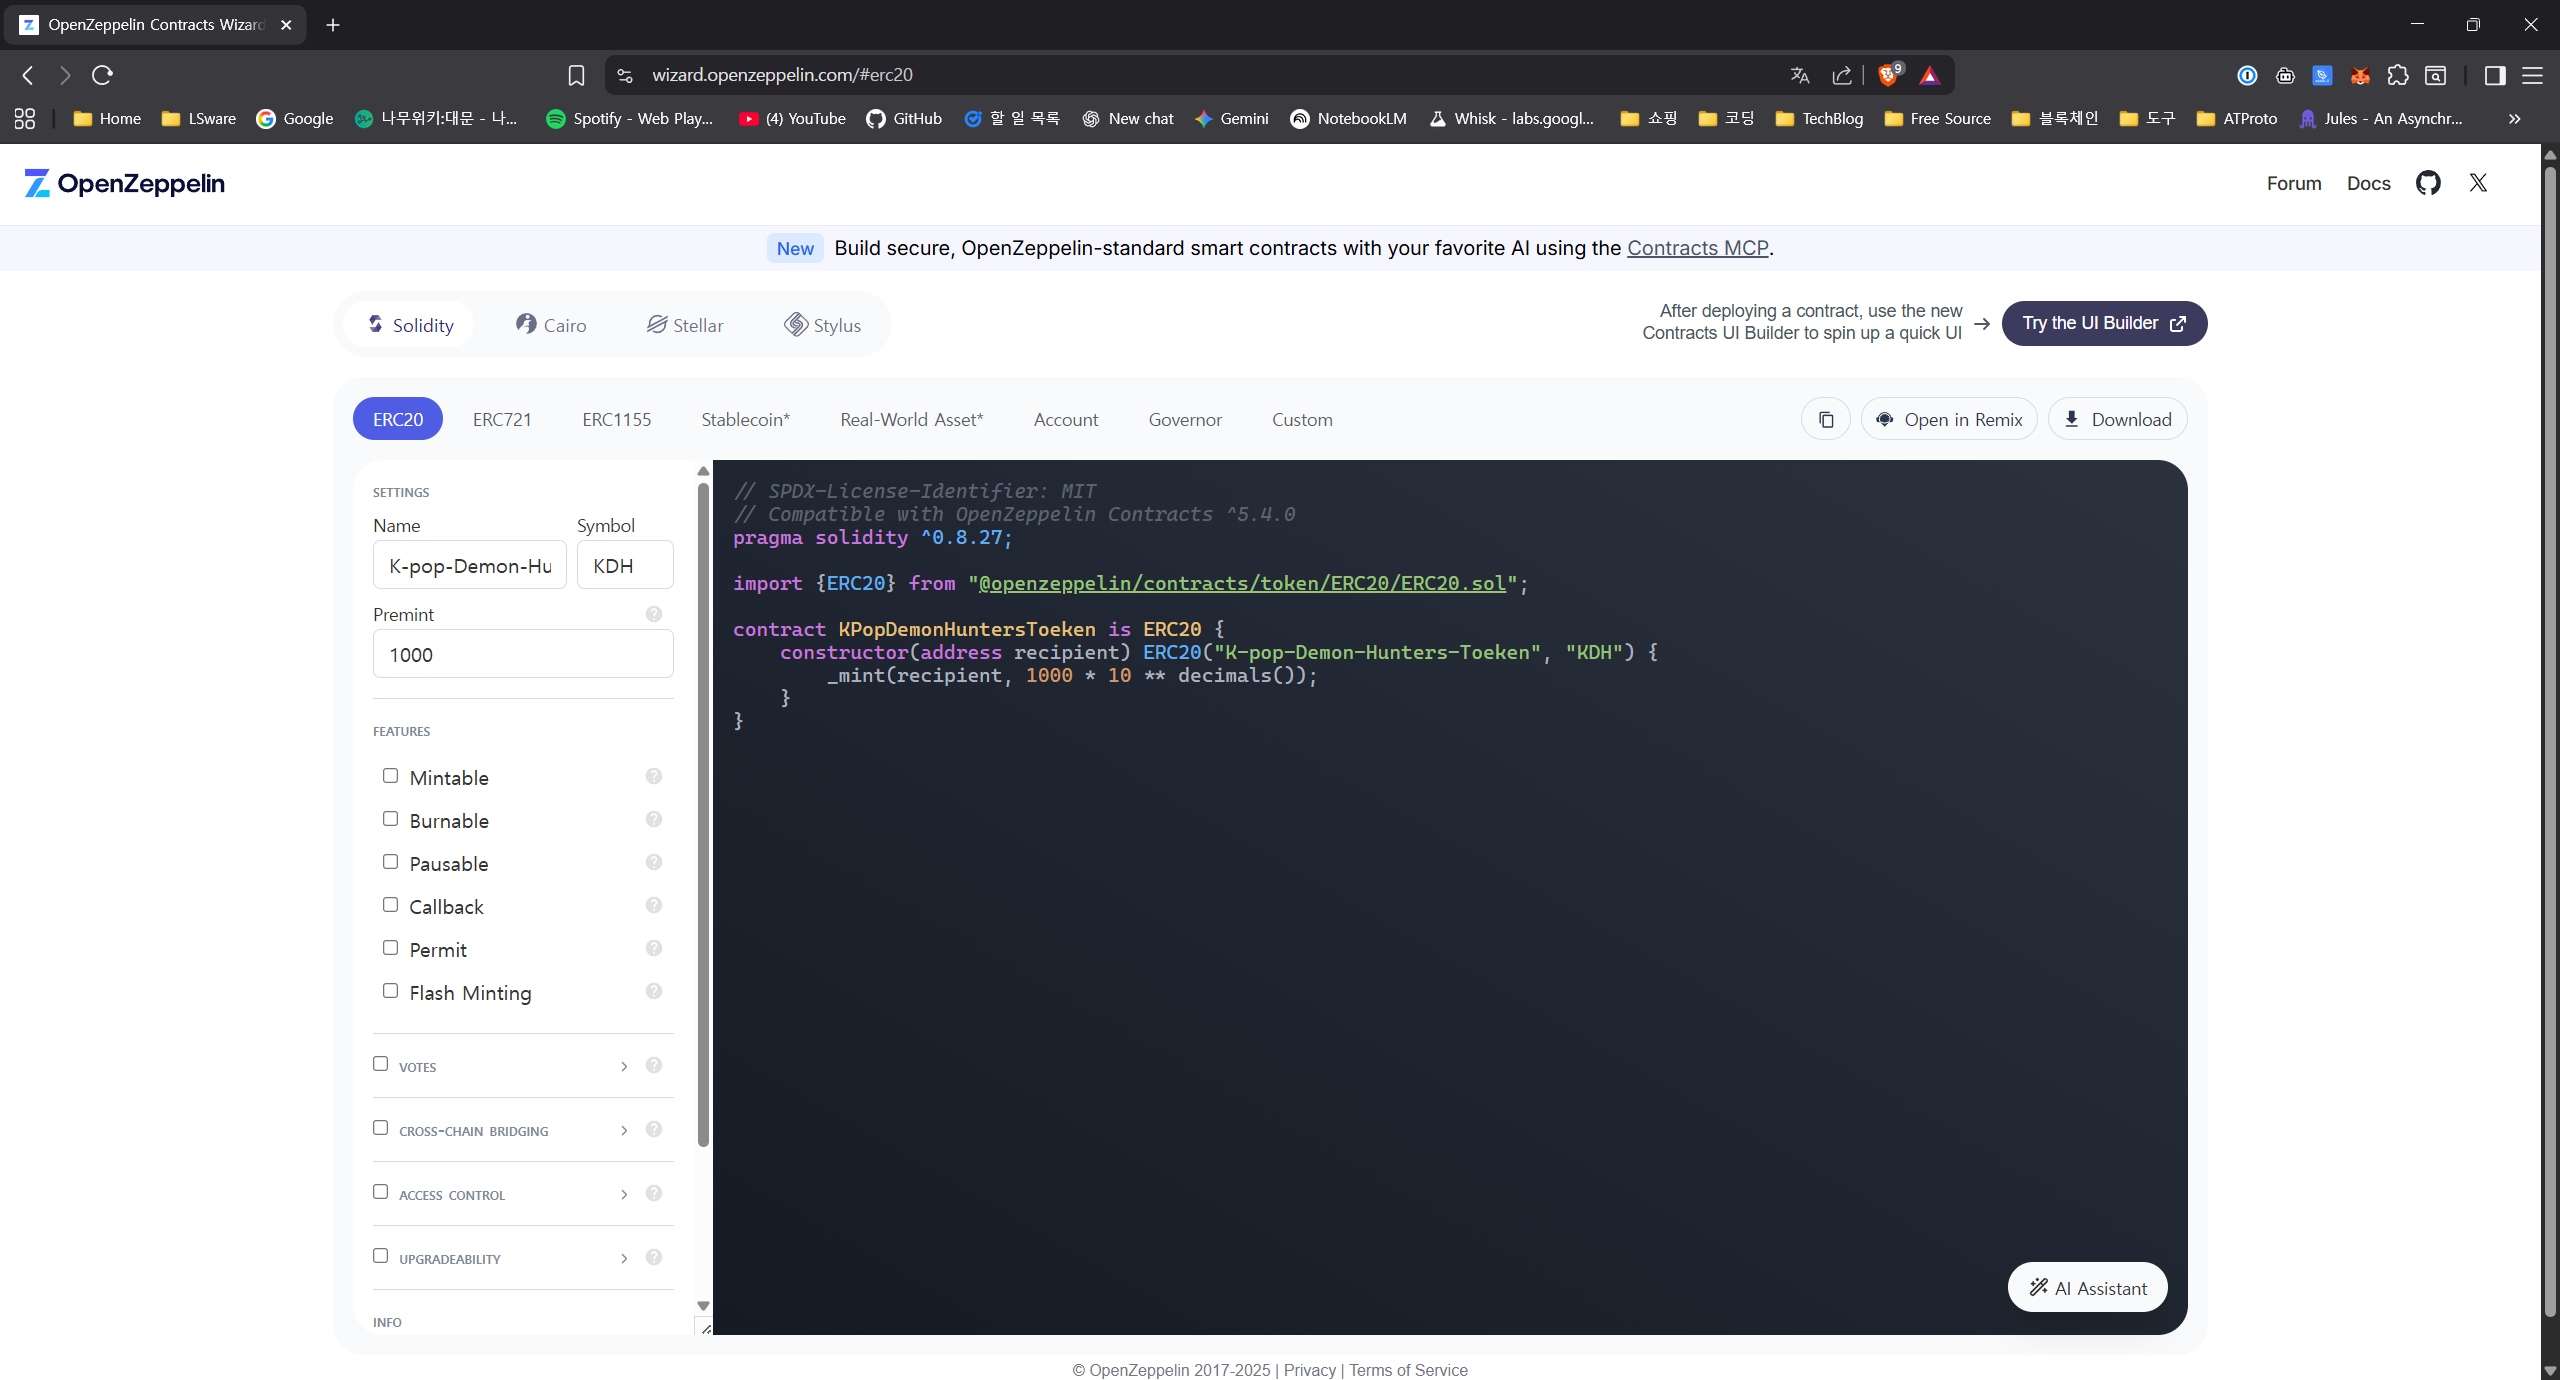 OpenZeppelin Contracts Wizard
wizard.openzeppelin.com/#erc20
9
Home
LSware
Google
나무위키:대문 - 나...
Spotify - Web Play...
(4) YouTube
GitHub
할 일 목록
New chat
Gemini
NotebookLM
Whisk - labs.googl...
쇼핑
코딩
TechBlog
Free Source
블록체인
도구
ATProto
Jules - An Asynchr...
OpenZeppelin
Forum
Docs
New Build secure, OpenZeppelin-standard smart contracts with your favorite AI using the Contracts MCP.
Solidity
Cairo
Stellar
Stylus
After deploying a contract, use the new
Contracts UI Builder to spin up a quick UI
Try the UI Builder
ERC20
ERC721
ERC1155
Stablecoin*
Real-World Asset*
Account
Governor
Custom
Open in Remix
Download
SETTINGS
Name
Symbol
K-pop-Demon-Hu
KDH
Premint
1000
FEATURES
Mintable
Burnable
Pausable
Callback
Permit
Flash Minting
VOTES
CROSS-CHAIN BRIDGING
ACCESS CONTROL
UPGRADEABILITY
INFO
// SPDX-License-Identifier: MIT
// Compatible with OpenZeppelin Contracts ^5.4.0
pragma solidity ^0.8.27;
import {ERC20} from "@openzeppelin/contracts/token/ERC20/ERC20.sol";
contract KPopDemonHuntersToeken is ERC20 {
constructor(address recipient) ERC20("K-pop-Demon-Hunters-Toeken", "KDH") {
_mint(recipient, 1000 * 10 ** decimals());
}
}
AI Assistant
© OpenZeppelin 2017-2025 | Privacy | Terms of Service